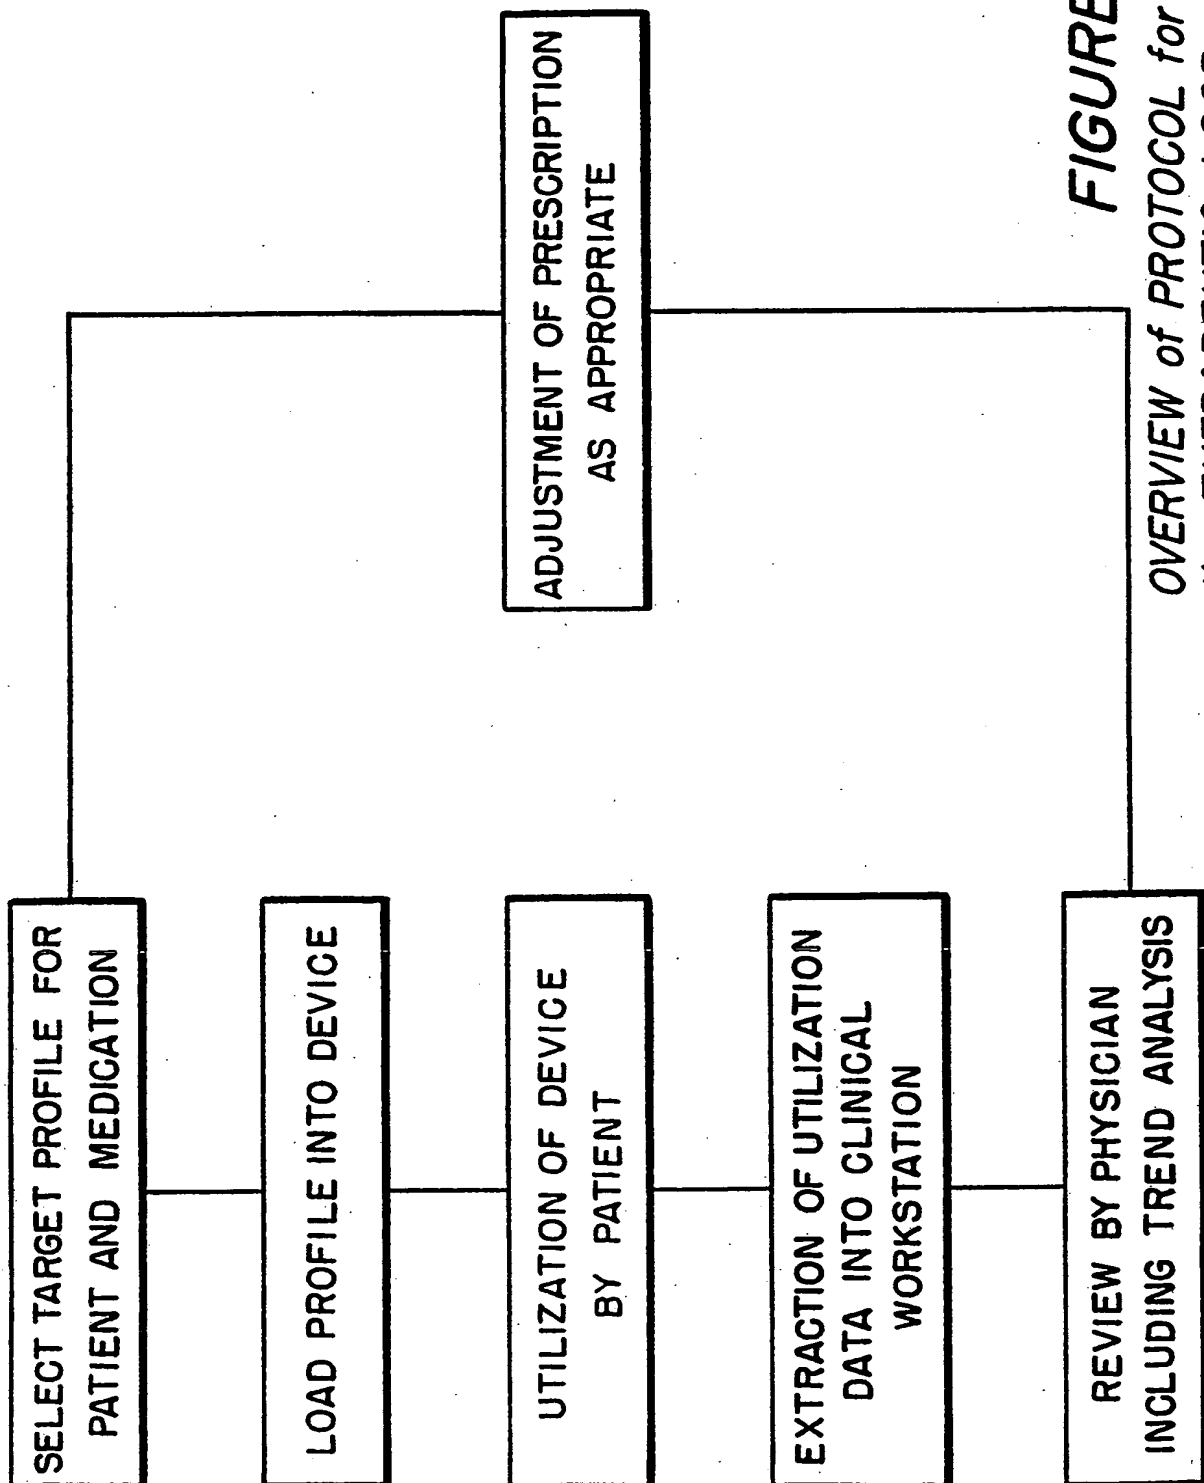 SELECT TARGET PROFILE FOR
PATIENT AND MEDICATION
LOAD PROFILE INTO DEVICE
UTILIZATION OF DEVICE
BY PATIENT
EXTRACTION OF UTILIZATION
DATA INTO CLINICAL
WORKSTATION
REVIEW BY PHYSICIAN
INCLUDING TREND ANALYSIS
ADJUSTMENT OF PRESCRIPTION
AS APPROPRIATE
FIGURE
OVERVIEW of PROTOCOL for